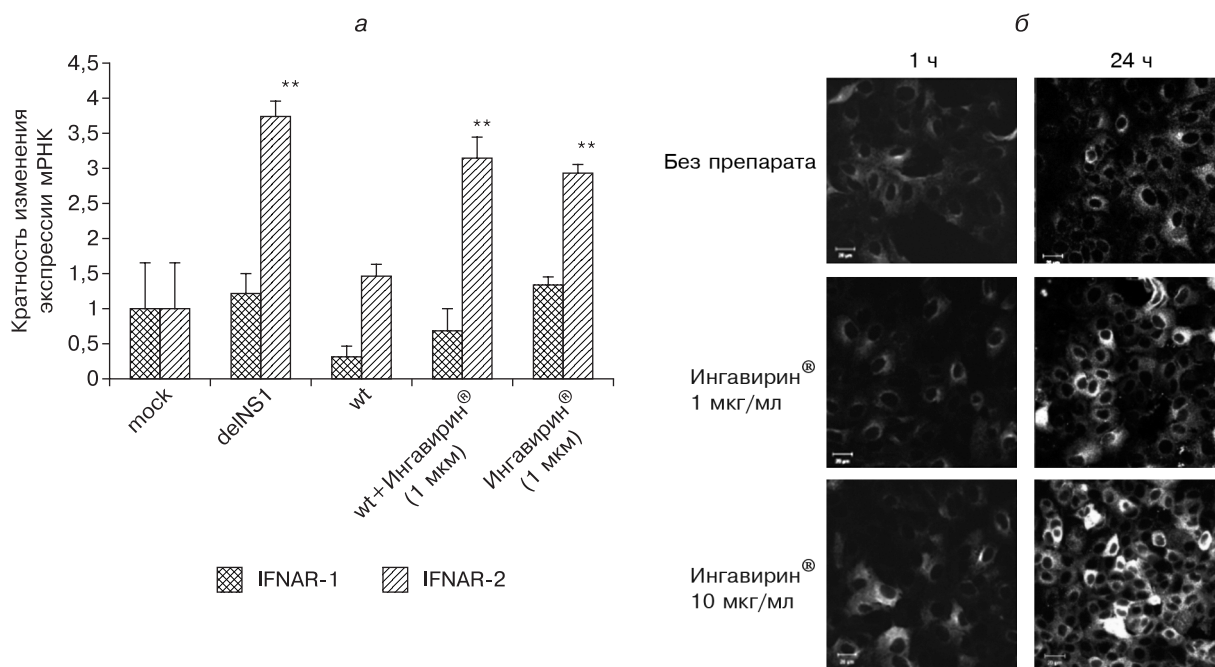 а
Кратность изменения
экспрессии мРНК
4,5
4
3,5
3
2,5
2
1,5
1
0,5
0
**
**
**
mock
delNS1
wt
wt+Ингавирин®
(1 мкм)
Ингавирин®
(1 мкм)
IFNAR-1
IFNAR-2
б
1 ч
24 ч
Без препарата
Ингавирин®
1 мкг/мл
Ингавирин®
10 мкг/мл